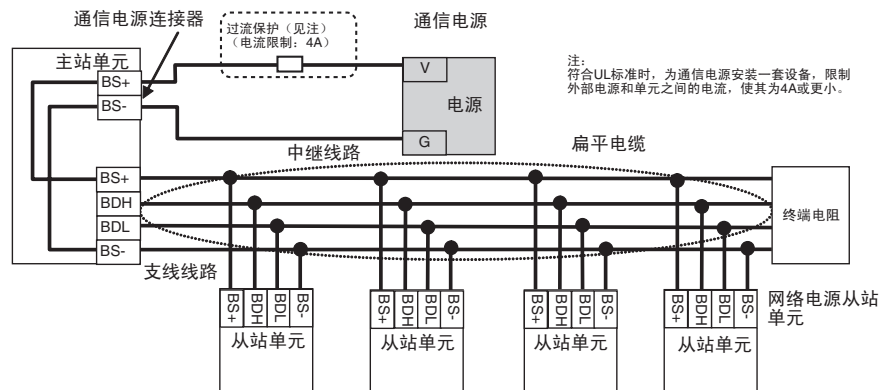 通信电源连接器
过流保护（见注）
（电流限制：4A）
通信电源
主站单元
BS+
BS-
V
电源
G
注：
符合UL标准时，为通信电源安装一套设备，限制
外部电源和单元之间的电流，使其为4A或更小。
中继线路
扁平电缆
BS+
BDH
BDL
BS-
终端电阻
支线线路
BS+
BDH
BDL
BS-
从站单元
BS+
BDH
BDL
BS-
从站单元
BS+
BDH
BDL
BS-
从站单元
BS+
BDH
BDL
BS-
从站单元
网络电源从站
单元